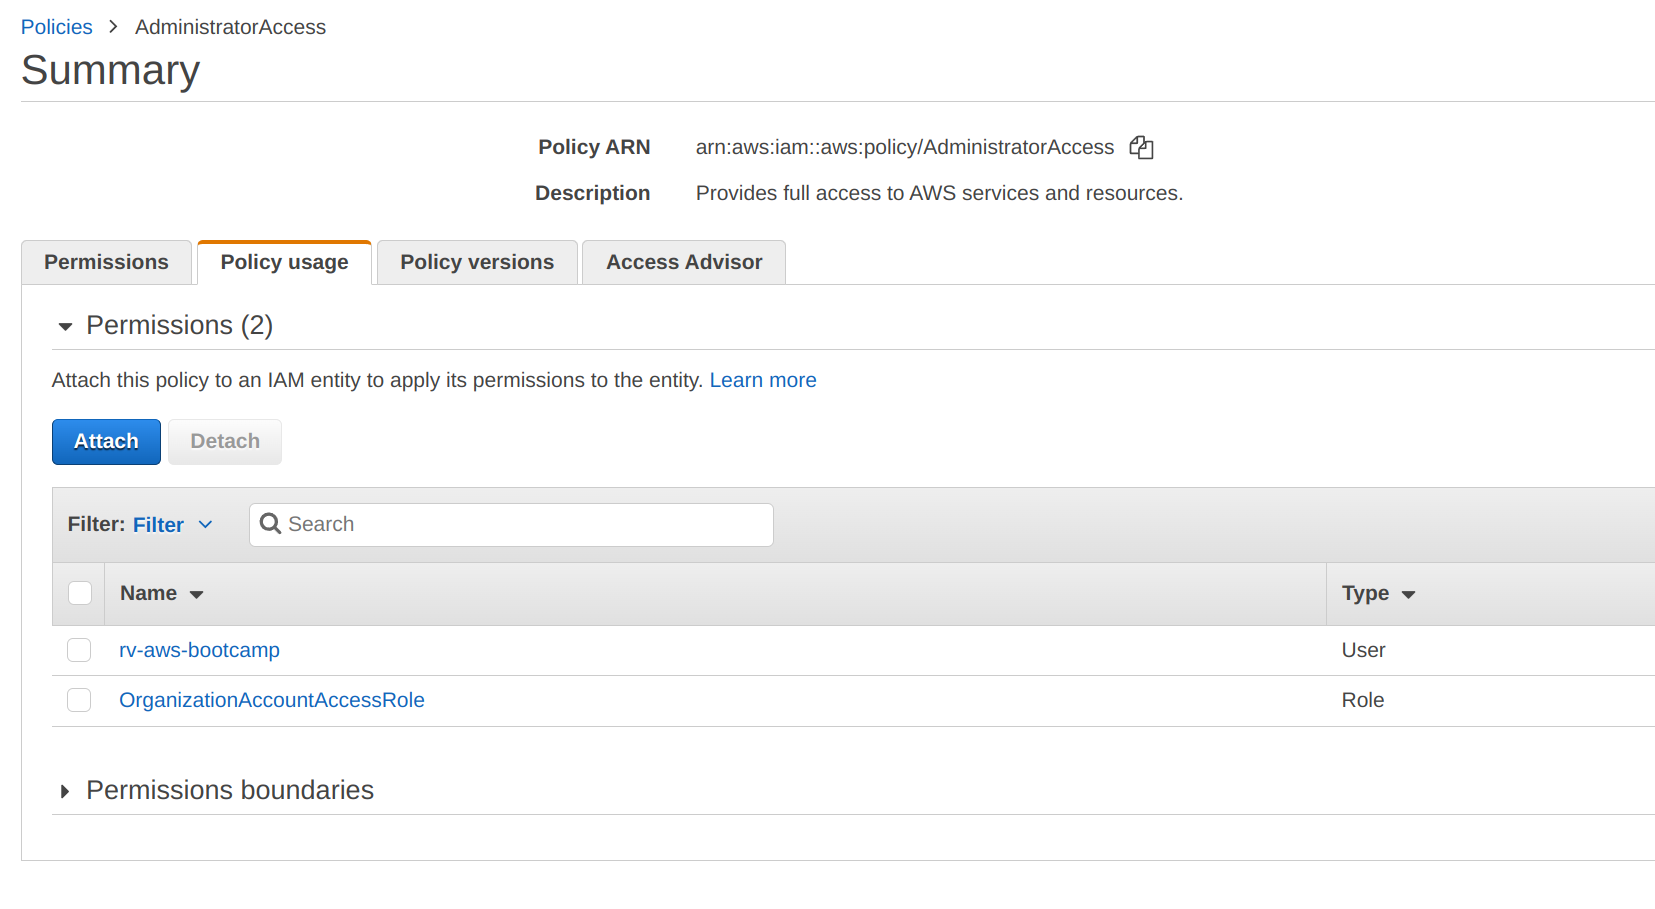 Policies > AdministratorAccess
Summary
Policy ARN arn:aws:iam::aws:policy/AdministratorAccess
Description Provides full access to AWS services and resources.
Permissions Policy usage Policy versions Access Advisor
Permissions (2)
Attach this policy to an IAM entity to apply its permissions to the entity. Learn more
Attach Detach
Filter: Filter Search
Name Type
rv-aws-bootcamp User
OrganizationAccountAccessRole Role
Permissions boundaries